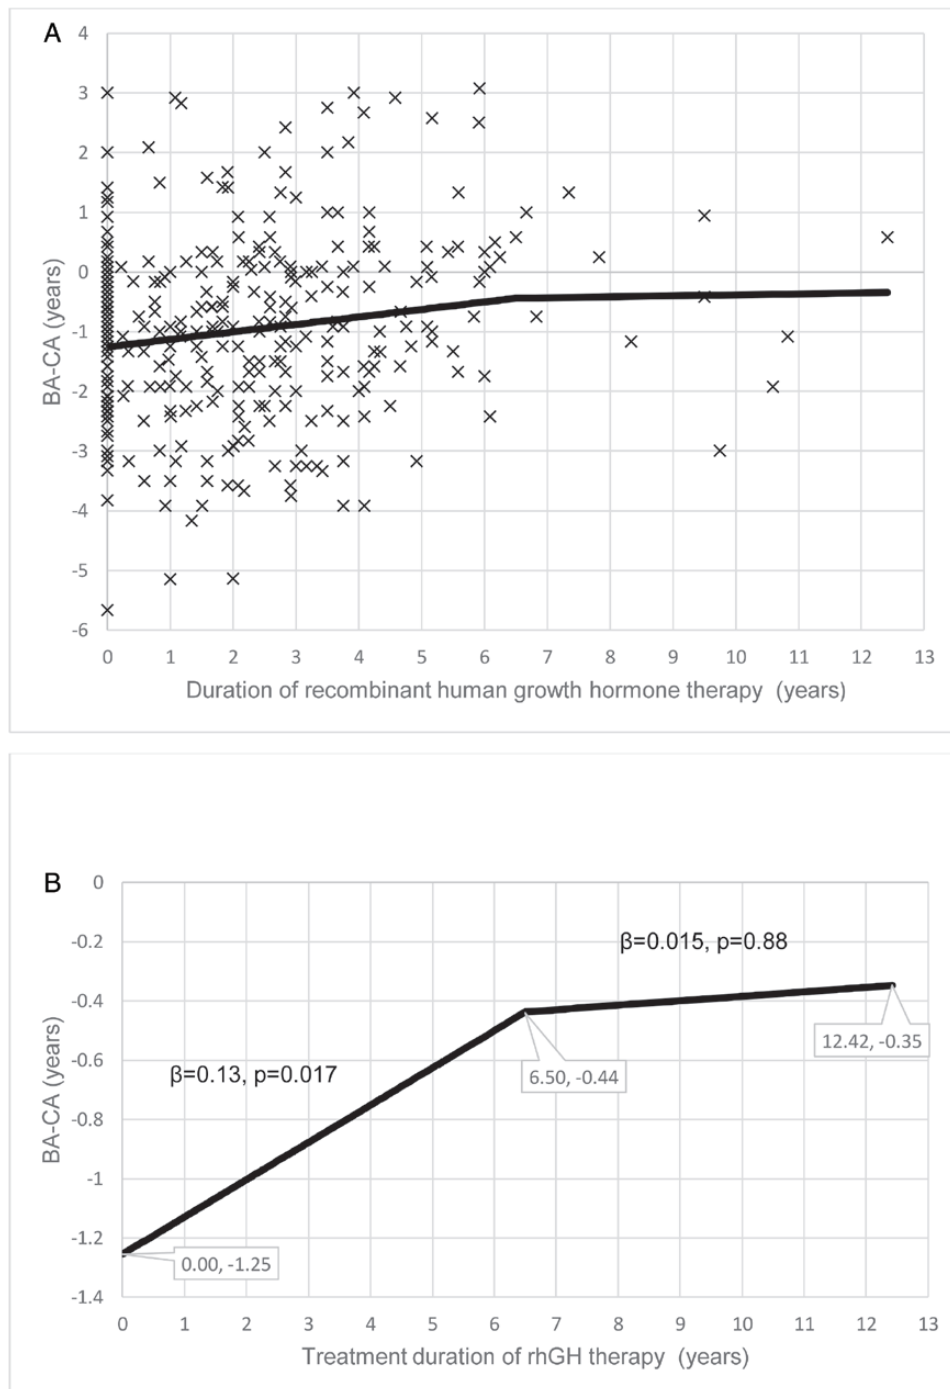 A
4
3
2
1
0
-1
-2
-3
-4
-5
-6
BA-CA (years)
0 1 2 3 4 5 6 7 8 9 10 11 12 13
Duration of recombinant human growth hormone therapy (years)
B
0
-0.2
-0.4
-0.6
-0.8
-1
-1.2
-1.4
BA-CA (years)
β=0.015, p=0.88
12.42, -0.35
6.50, -0.44
β=0.13, p=0.017
0.00, -1.25
0 1 2 3 4 5 6 7 8 9 10 11 12 13
Treatment duration of rhGH therapy (years)